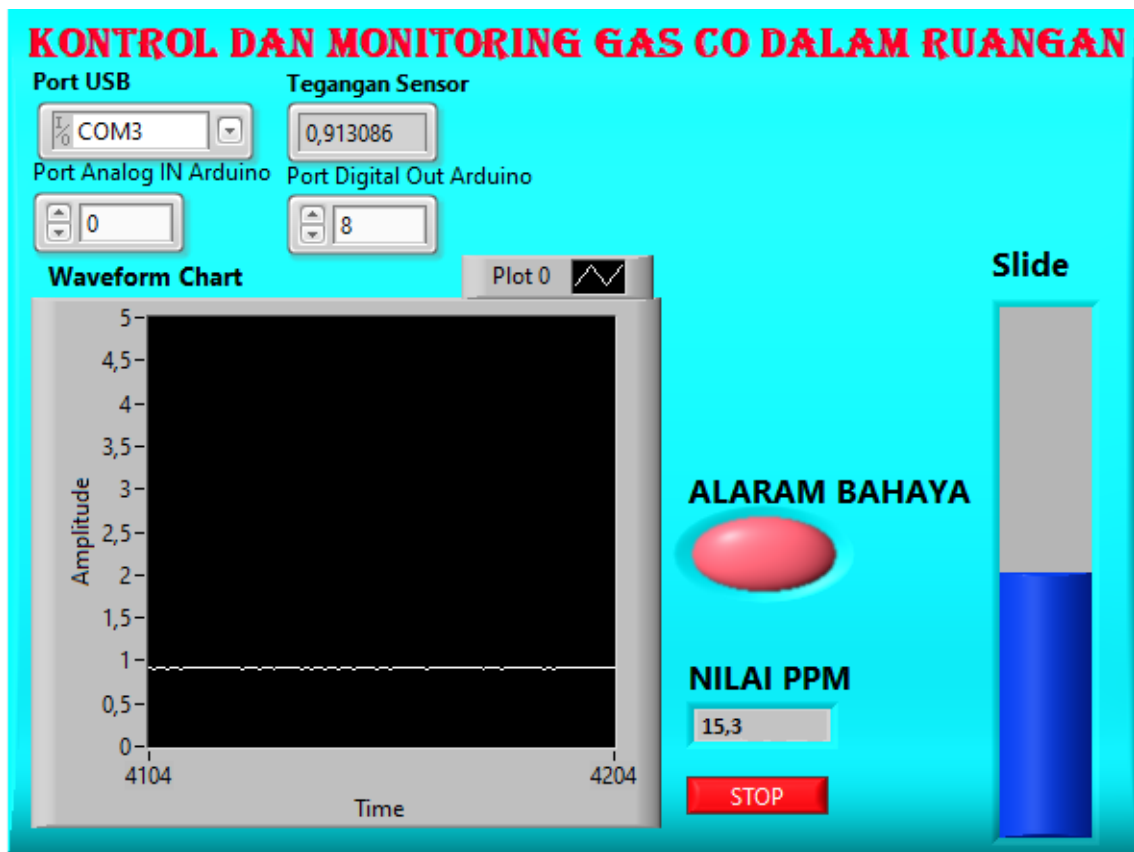 KONTROL DAN MONITORING GAS CO DALAM RUANGAN
Port USB
Tegangan Sensor
I/O COM3
0,913086
Port Analog IN Arduino
Port Digital Out Arduino
0
8
Waveform Chart
Plot 0
Slide
5
4,5
4
3,5
3
2,5
2
1,5
1
0,5
0
Amplitude
4104
4204
Time
ALARAM BAHAYA
NILAI PPM
15,3
STOP